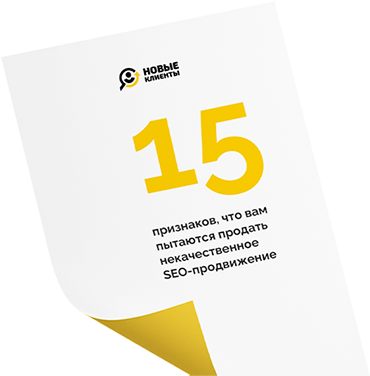 НОВЫЕ
КЛИЕНТЫ
15
признаков, что вам
пытаются продать
некачественное
SEO-продвижение